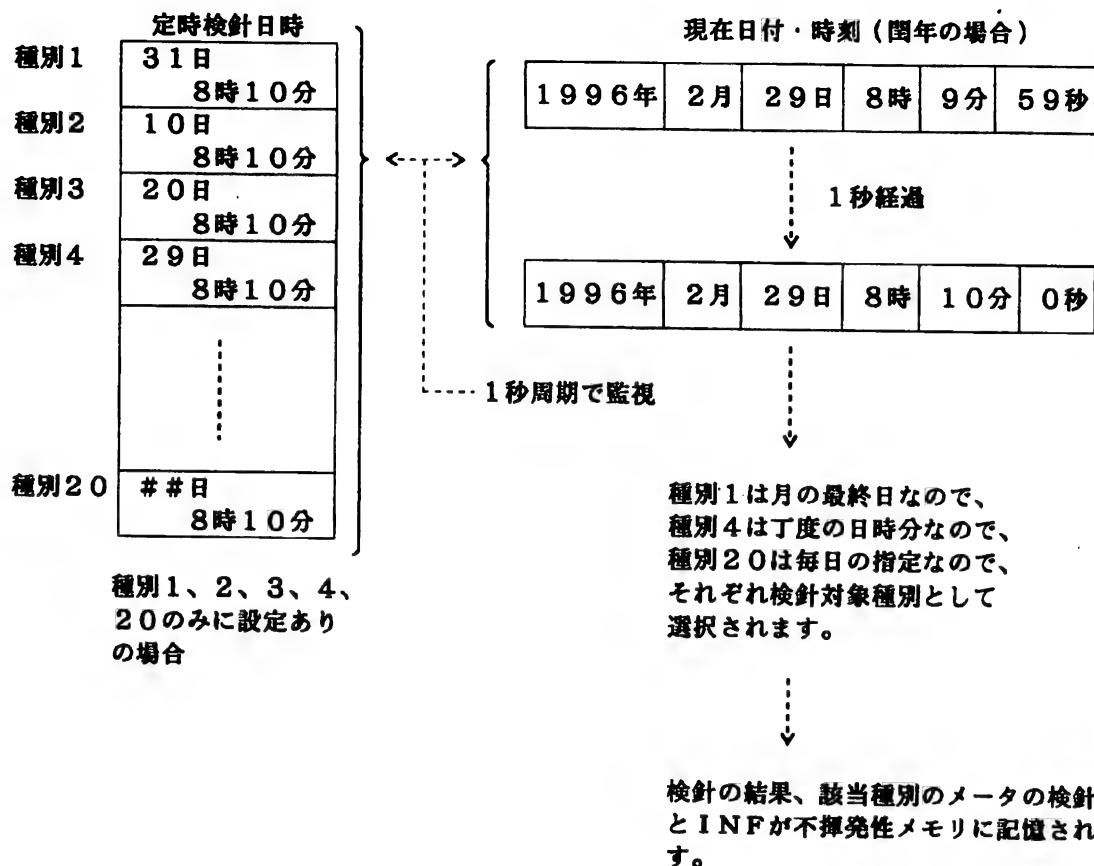 定時検針日時
種別1
31日
8時10分
種別2
10日
8時10分
種別3
20日
8時10分
種別4
29日
8時10分
種別20
##日
8時10分
種別1、2、3、4、
20のみに設定あり
の場合
現在日付・時刻(閏年の場合)
1996年 2月 29日 8時 9分 59秒
1秒経過
1996年 2月 29日 8時 10分 0秒
1秒周期で監視
種別1は月の最終日なので、
種別4は丁度の日時分なので、
種別20は毎日の指定なので、
それぞれ検針対象種別として
選択されます。
検針の結果、該当種別のメータの検針
とINFが不揮発性メモリに記憶され
す。